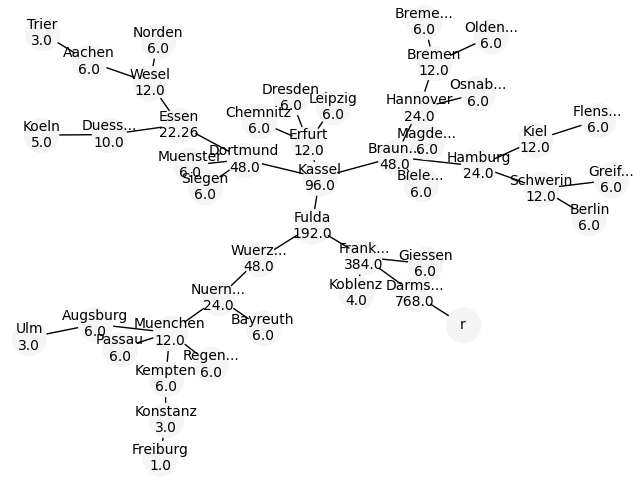 Breme...
6.0
Trier
3.0
Norden
6.0
Olden...
6.0
Aachen
6.0
Bremen
12.0
Wesel
12.0
Dresden
6.0
Leipzig
6.0
Osnab...
6.0
Hannover
24.0
Chemnitz
6.0
Essen
22.26
Flens...
6.0
Koeln
5.0
Duess...
10.0
Erfurt
12.0
Magde...
6.0
Kiel
12.0
Braun...
48.0
Dortmund
48.0
Muenster
6.0
Hamburg
24.0
Kassel
96.0
Siegen
6.0
Biele...
6.0
Schwerin
12.0
Greif...
6.0
Berlin
6.0
Fulda
192.0
Wuerz...
48.0
Frank...
384.0
Giessen
6.0
Nuern...
24.0
Koblenz
4.0
Darms...
768.0
Augsburg
6.0
Muenchen
12.0
Bayreuth
6.0
r
Ulm
3.0
Passau
6.0
Regen...
6.0
Kempten
6.0
Konstanz
3.0
Freiburg
1.0